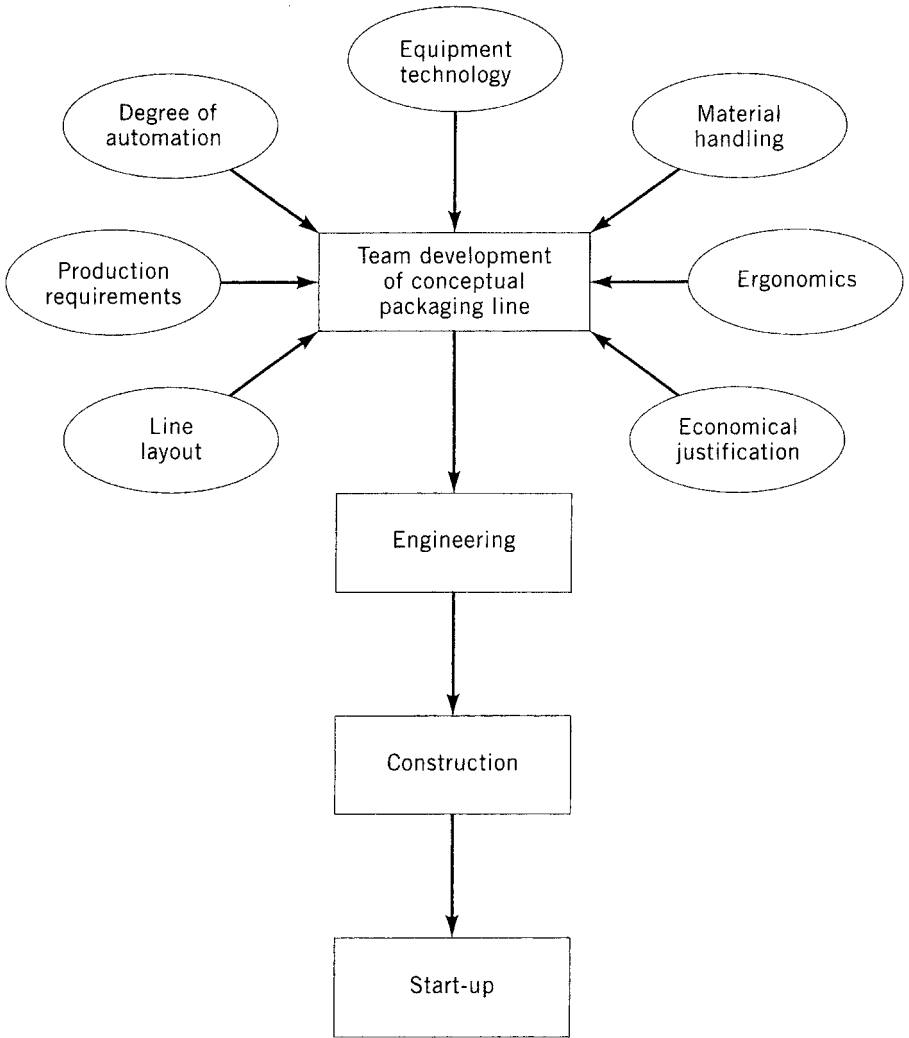 Equipment
technology
Degree of
automation
Material
handling
Production
requirements
Team development
of conceptual
packaging line
Ergonomics
Line
layout
Economical
justification
Engineering
Construction
Start-up